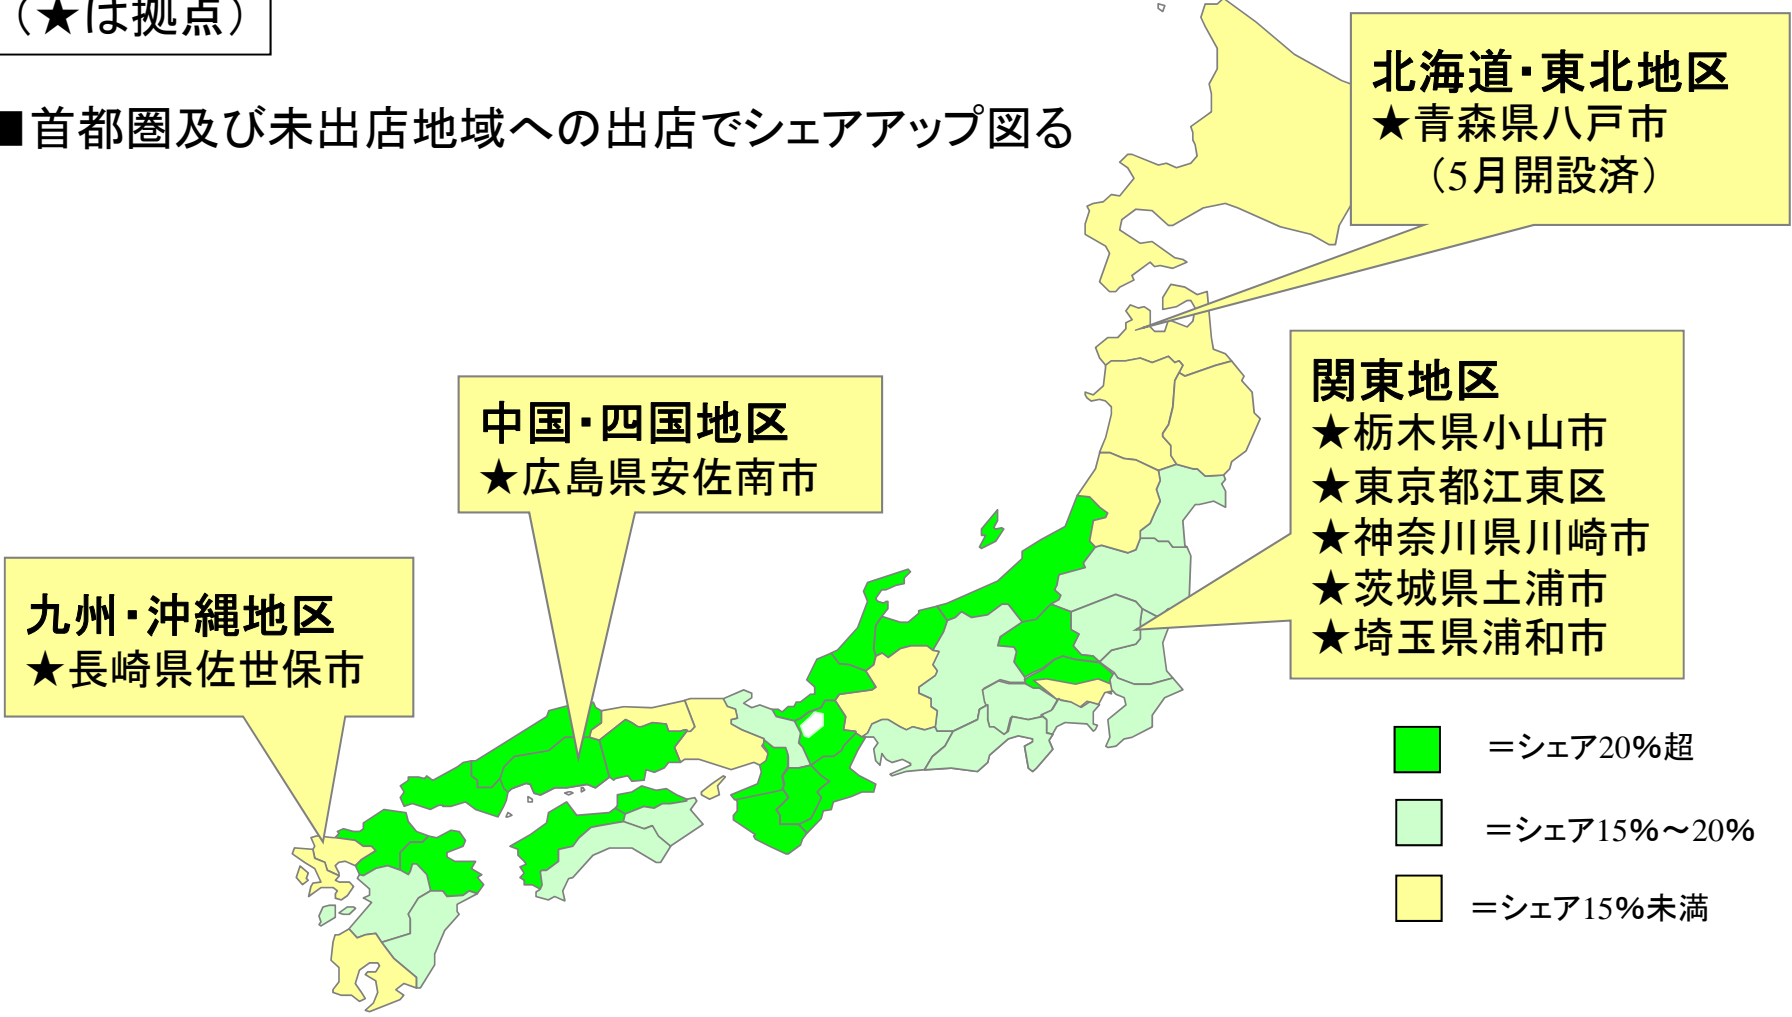 （★は拠点）
■首都圏及び未出店地域への出店でシェアアップ図る
北海道・東北地区
★青森県八戸市
（5月開設済）
関東地区
★栃木県小山市
★東京都江東区
★神奈川県川崎市
★茨城県土浦市
★埼玉県浦和市
中国・四国地区
★広島県安佐南市
九州・沖縄地区
★長崎県佐世保市
＝シェア20%超
＝シェア15%～20%
＝シェア15%未満